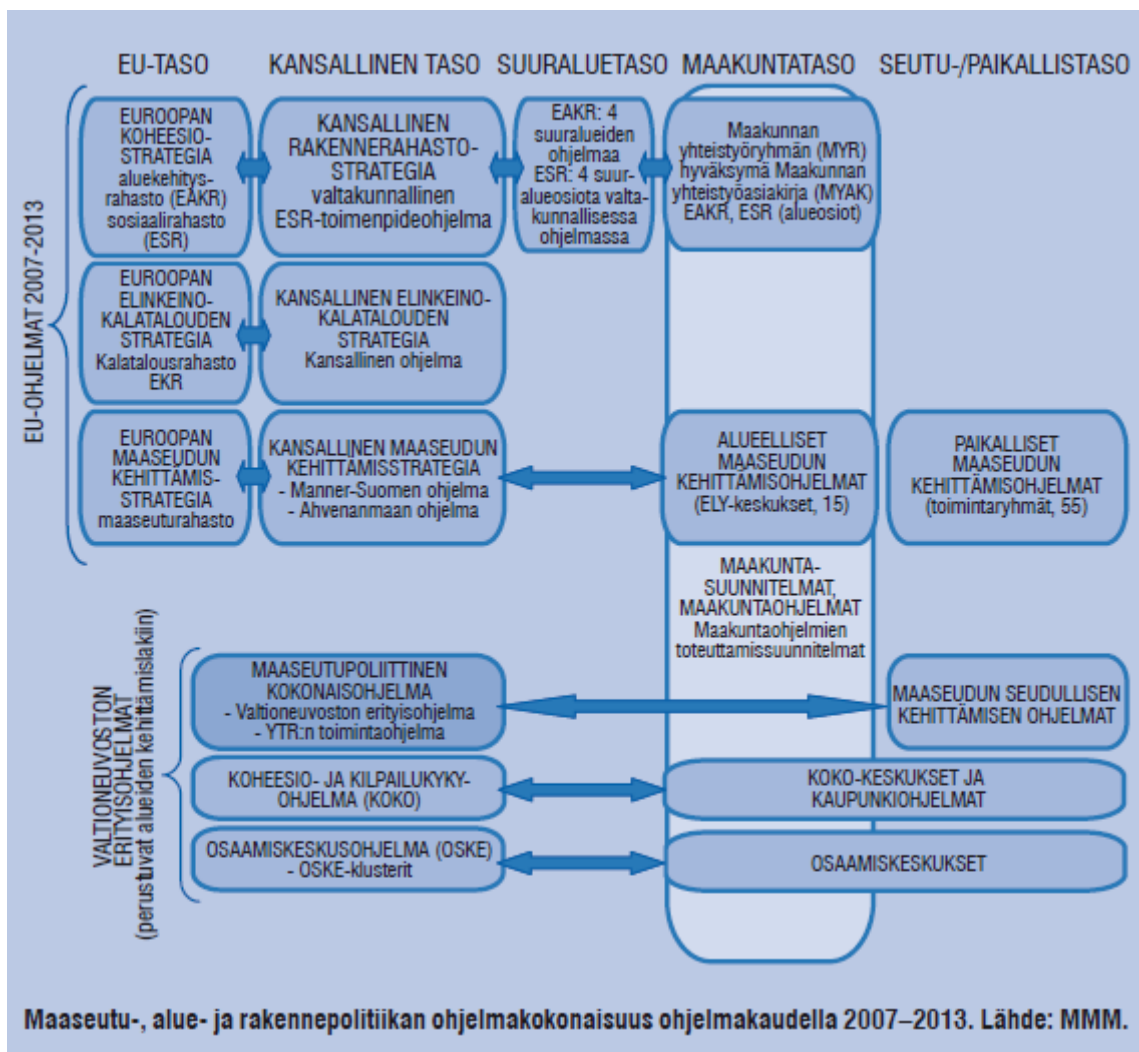 EU-TASO
KANSALLINEN TASO
SUURALUETASO
MAAKUNTATASO
SEUTU-/PAIKALLISTASO
EU-OHJELMAT 2007-2013
EUROOPAN
KOHEESIO-
STRATEGIA
aluekehitys-
rahasto (EAKR)
sosiaalirahasto
(ESR)
KANSALLINEN
RAKENNERAHASTO-
STRATEGIA
valtakunnallinen
ESR-toimenpideohjelma
EAKR: 4
suuralueiden
ohjelmaa
ESR: 4 suur-
alueosiota valta-
kunnallisessa
ohjelmassa
Maakunnan
yhteistyöryhmän (MYR)
hyväksymä Maakunnan
yhteistyöasiakirja (MYAK)
EAKR, ESR (alueosiot)
EUROOPAN
ELINKEINO-
KALATALOUDEN
STRATEGIA
Kalatalousrahasto
EKR
KANSALLINEN ELINKEINO-
KALATALOUDEN
STRATEGIA
Kansallinen ohjelma
EUROOPAN
MAASEUDUN
KEHITTÄMIS-
STRATEGIA
maaseuturahasto
KANSALLINEN MAASEUDUN
KEHITTÄMISSTRATEGIA
- Manner-Suomen ohjelma
- Ahvenanmaan ohjelma
ALUEELLISET
MAASEUDUN
KEHITTÄMISOHJELMAT
(ELY-keskukset, 15)
PAIKALLISET
MAASEUDUN
KEHITTÄMISOHJELMAT
(toimintaryhmät, 55)
MAAKUNTA-
SUUNNITELMAT,
MAAKUNTAOHJELMAT
Maakuntaohjelmien
toteuttamissuunnitelmat
VALTIONEUVOSTON
ERITYISOHJELMAT
(perustuvat alueiden kehittämislakiin)
MAASEUTUPOLIITTINEN
KOKONAISOHJELMA
- Valtioneuvoston erityisohjelma
- YTR:n toimintaohjelma
MAASEUDUN SEUDULLISEN
KEHITTÄMISEN OHJELMAT
KOHEESIO- JA KILPAILUKYKY-
OHJELMA (KOKO)
KOKO-KESKUKSET JA
KAUPUNKIOHJELMAT
OSAAMISKESKUSOHJELMA (OSKE)
- OSKE-klusterit
OSAAMISKESKUKSET
Maaseutu-, alue- ja rakennepolitiikan ohjelmakokonaisuus ohjelmakaudella 2007–2013. Lähde: MMM.